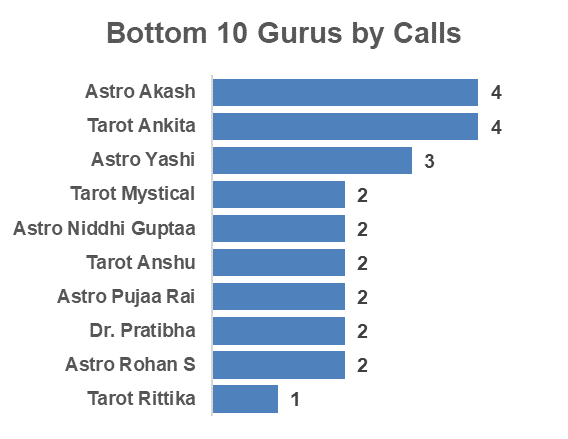 Bottom 10 Gurus by Calls
Astro Akash 4
Tarot Ankita 4
Astro Yashi 3
Tarot Mystical 2
Astro Niddhi Guptaa 2
Tarot Anshu 2
Astro Pujaa Rai 2
Dr. Pratibha 2
Astro Rohan S 2
Tarot Rittika 1